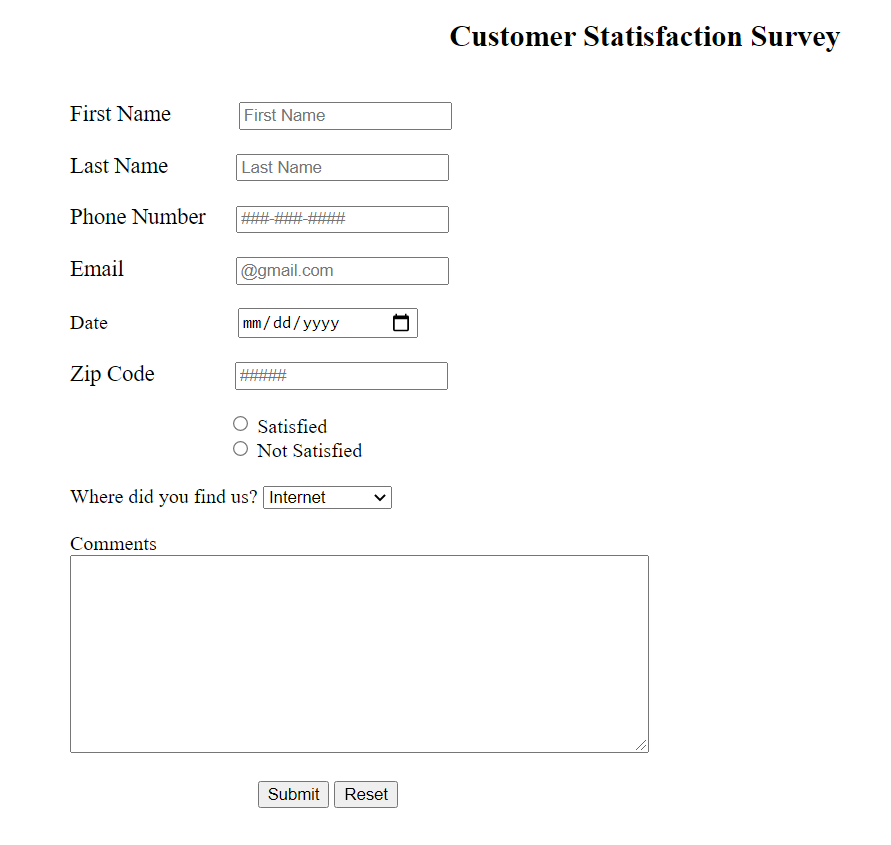 Customer Statisfaction Survey
First Name First Name
Last Name Last Name
Phone Number ###-###-####
Email @gmail.com
Date mm/dd/yyyy
Zip Code #####
Satisfied
Not Satisfied
Where did you find us? Internet
Comments
Submit Reset